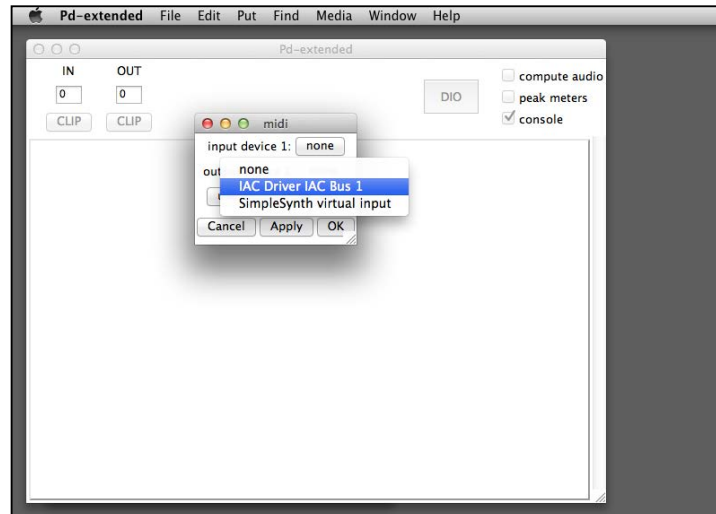 Pd-extended File Edit Put Find Media Window Help
Pd-extended
IN OUT
0 0
CLIP CLIP
DIO
compute audio
peak meters
console
midi
input device 1: none
out
none
IAC Driver IAC Bus 1
SimpleSynth virtual input
Cancel Apply OK